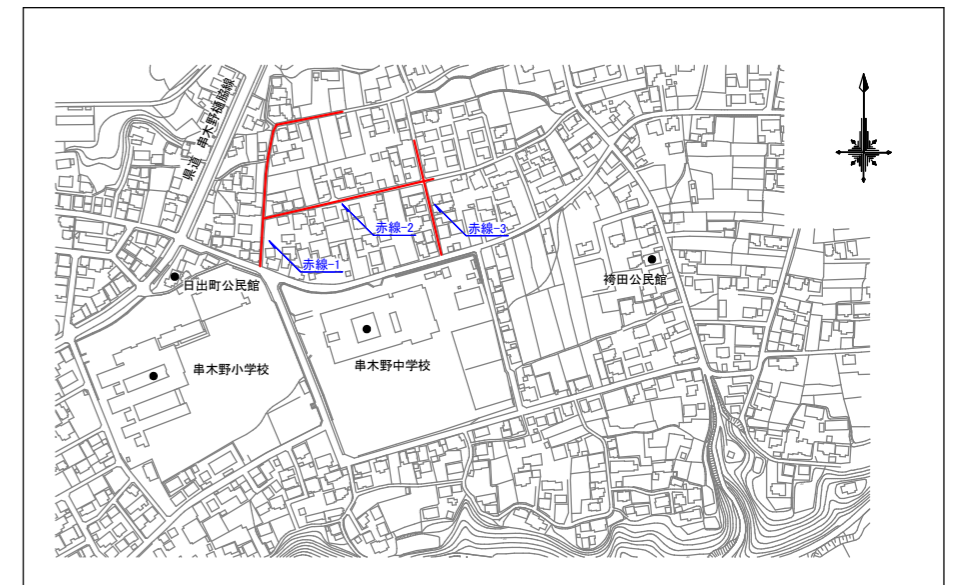 県道 串木野樋脇線
赤線-2
赤線-3
赤線-1
日出町公民館
袴田公民館
串木野小学校
串木野中学校